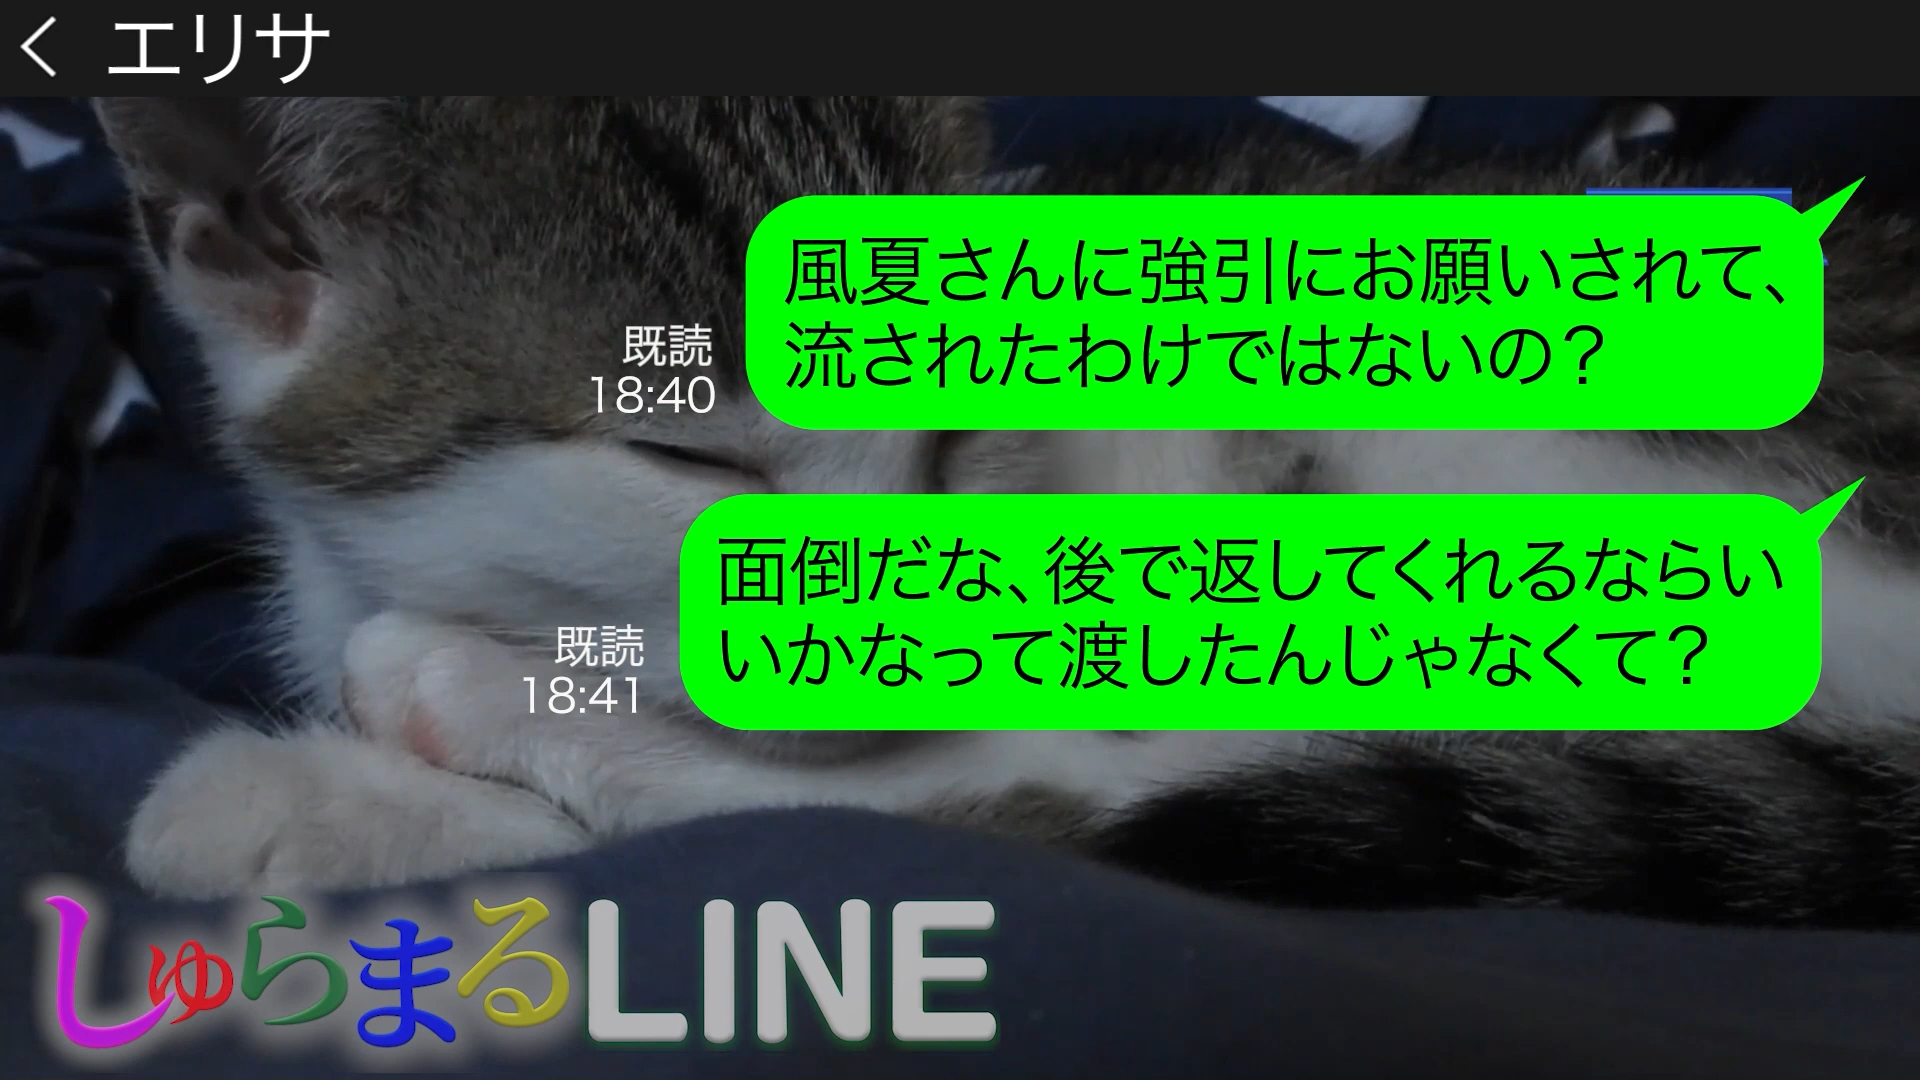 エリサ
風夏さんに強引にお願いされて、
流されたわけではないの？
既読
18:40
面倒だな、後で返してくれるならい
いかなって渡したんじゃなくて？
既読
18:41
しゅらまるLINE